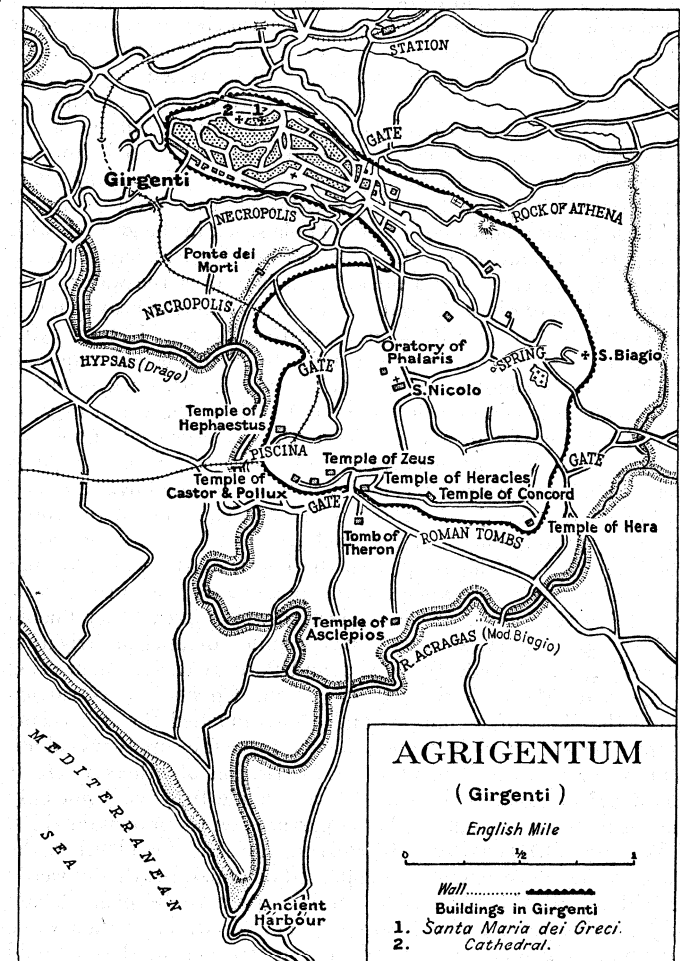 STATION
2 1
GATE
Girgenti
NECROPOLIS
ROCK OF ATHENA
Ponte dei
Morti
NECROPOLIS
Oratory of
Phalaris
SPRING
S. Biagio
HYPSAS (Drago)
GATE
S. Nicolo
Temple of
Hephaestus
PISCINA
Temple of Zeus
GATE
Temple of
Castor & Pollux
Temple of Heracles
Temple of Concord
GATE
Tomb of
Theron
ROMAN TOMBS
Temple of Hera
Temple of
Asclepios
R. ACRAGAS (Mod. Biagio)
MEDITERRANEAN
SEA
Ancient
Harbour
AGRIGENTUM
(Girgenti)
English Mile
0 ½ 1
Wall............
Buildings in Girgenti
1. Santa Maria dei Greci.
2. Cathedral.